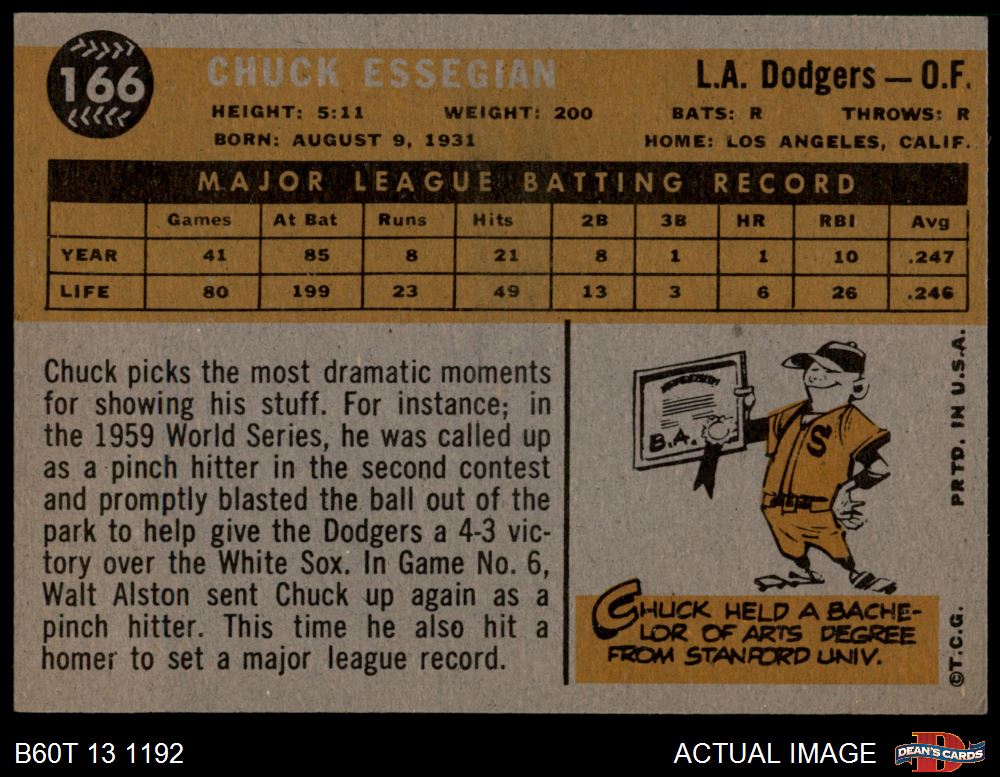 166
CHUCK ESSEGIAN
L.A. Dodgers — O.F.
HEIGHT: 5:11 WEIGHT: 200 BATS: R THROWS: R
BORN: AUGUST 9, 1931 HOME: LOS ANGELES, CALIF.
MAJOR LEAGUE BATTING RECORD
Games At Bat Runs Hits 2B 3B HR RBI Avg
YEAR 41 85 8 21 8 1 1 10 .247
LIFE 80 199 23 49 13 3 6 26 .246
Chuck picks the most dramatic moments
for showing his stuff. For instance; in
the 1959 World Series, he was called up
as a pinch hitter in the second contest
and promptly blasted the ball out of the
park to help give the Dodgers a 4-3 vic-
tory over the White Sox. In Game No. 6,
Walt Alston sent Chuck up again as a
pinch hitter. This time he also hit a
homer to set a major league record.
B.A.
S
CHUCK HELD A BACHE-
LOR OF ARTS DEGREE
FROM STANFORD UNIV.
©T.C.G. PRTD. IN U.S.A.
B60T 13 1192
ACTUAL IMAGE
DEAN'S CARDS